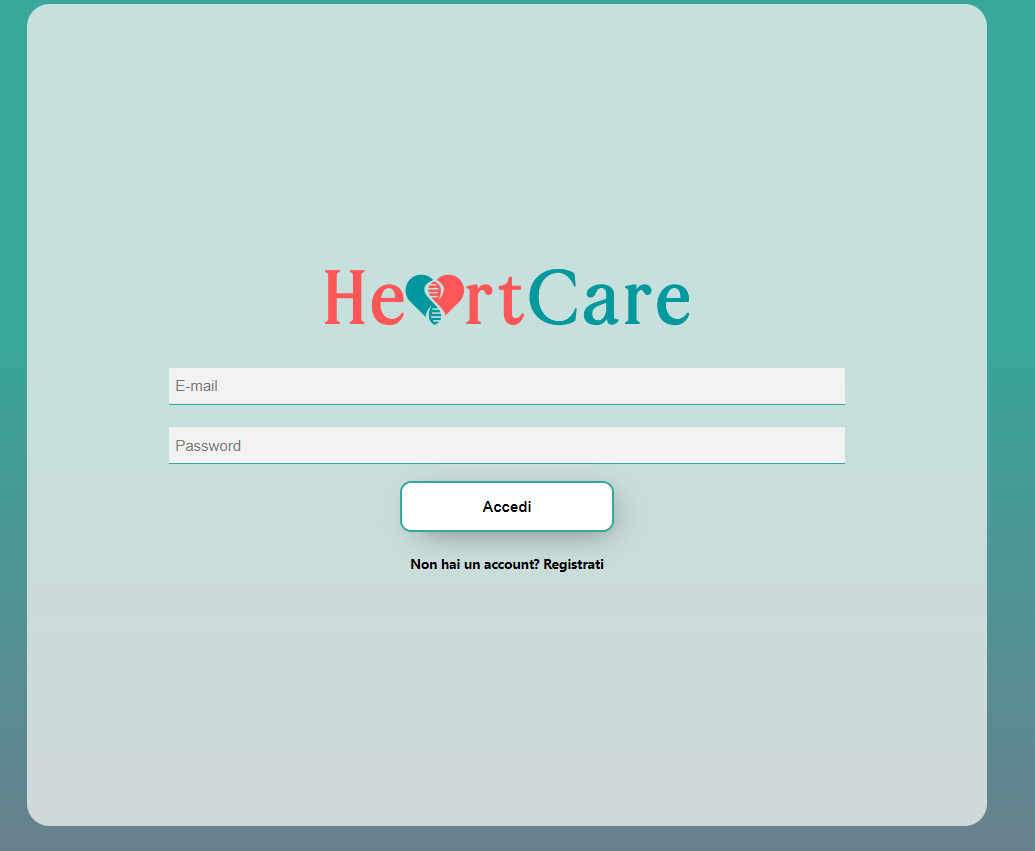 HeartCare
E-mail
Password
Accedi
Non hai un account? Registrati